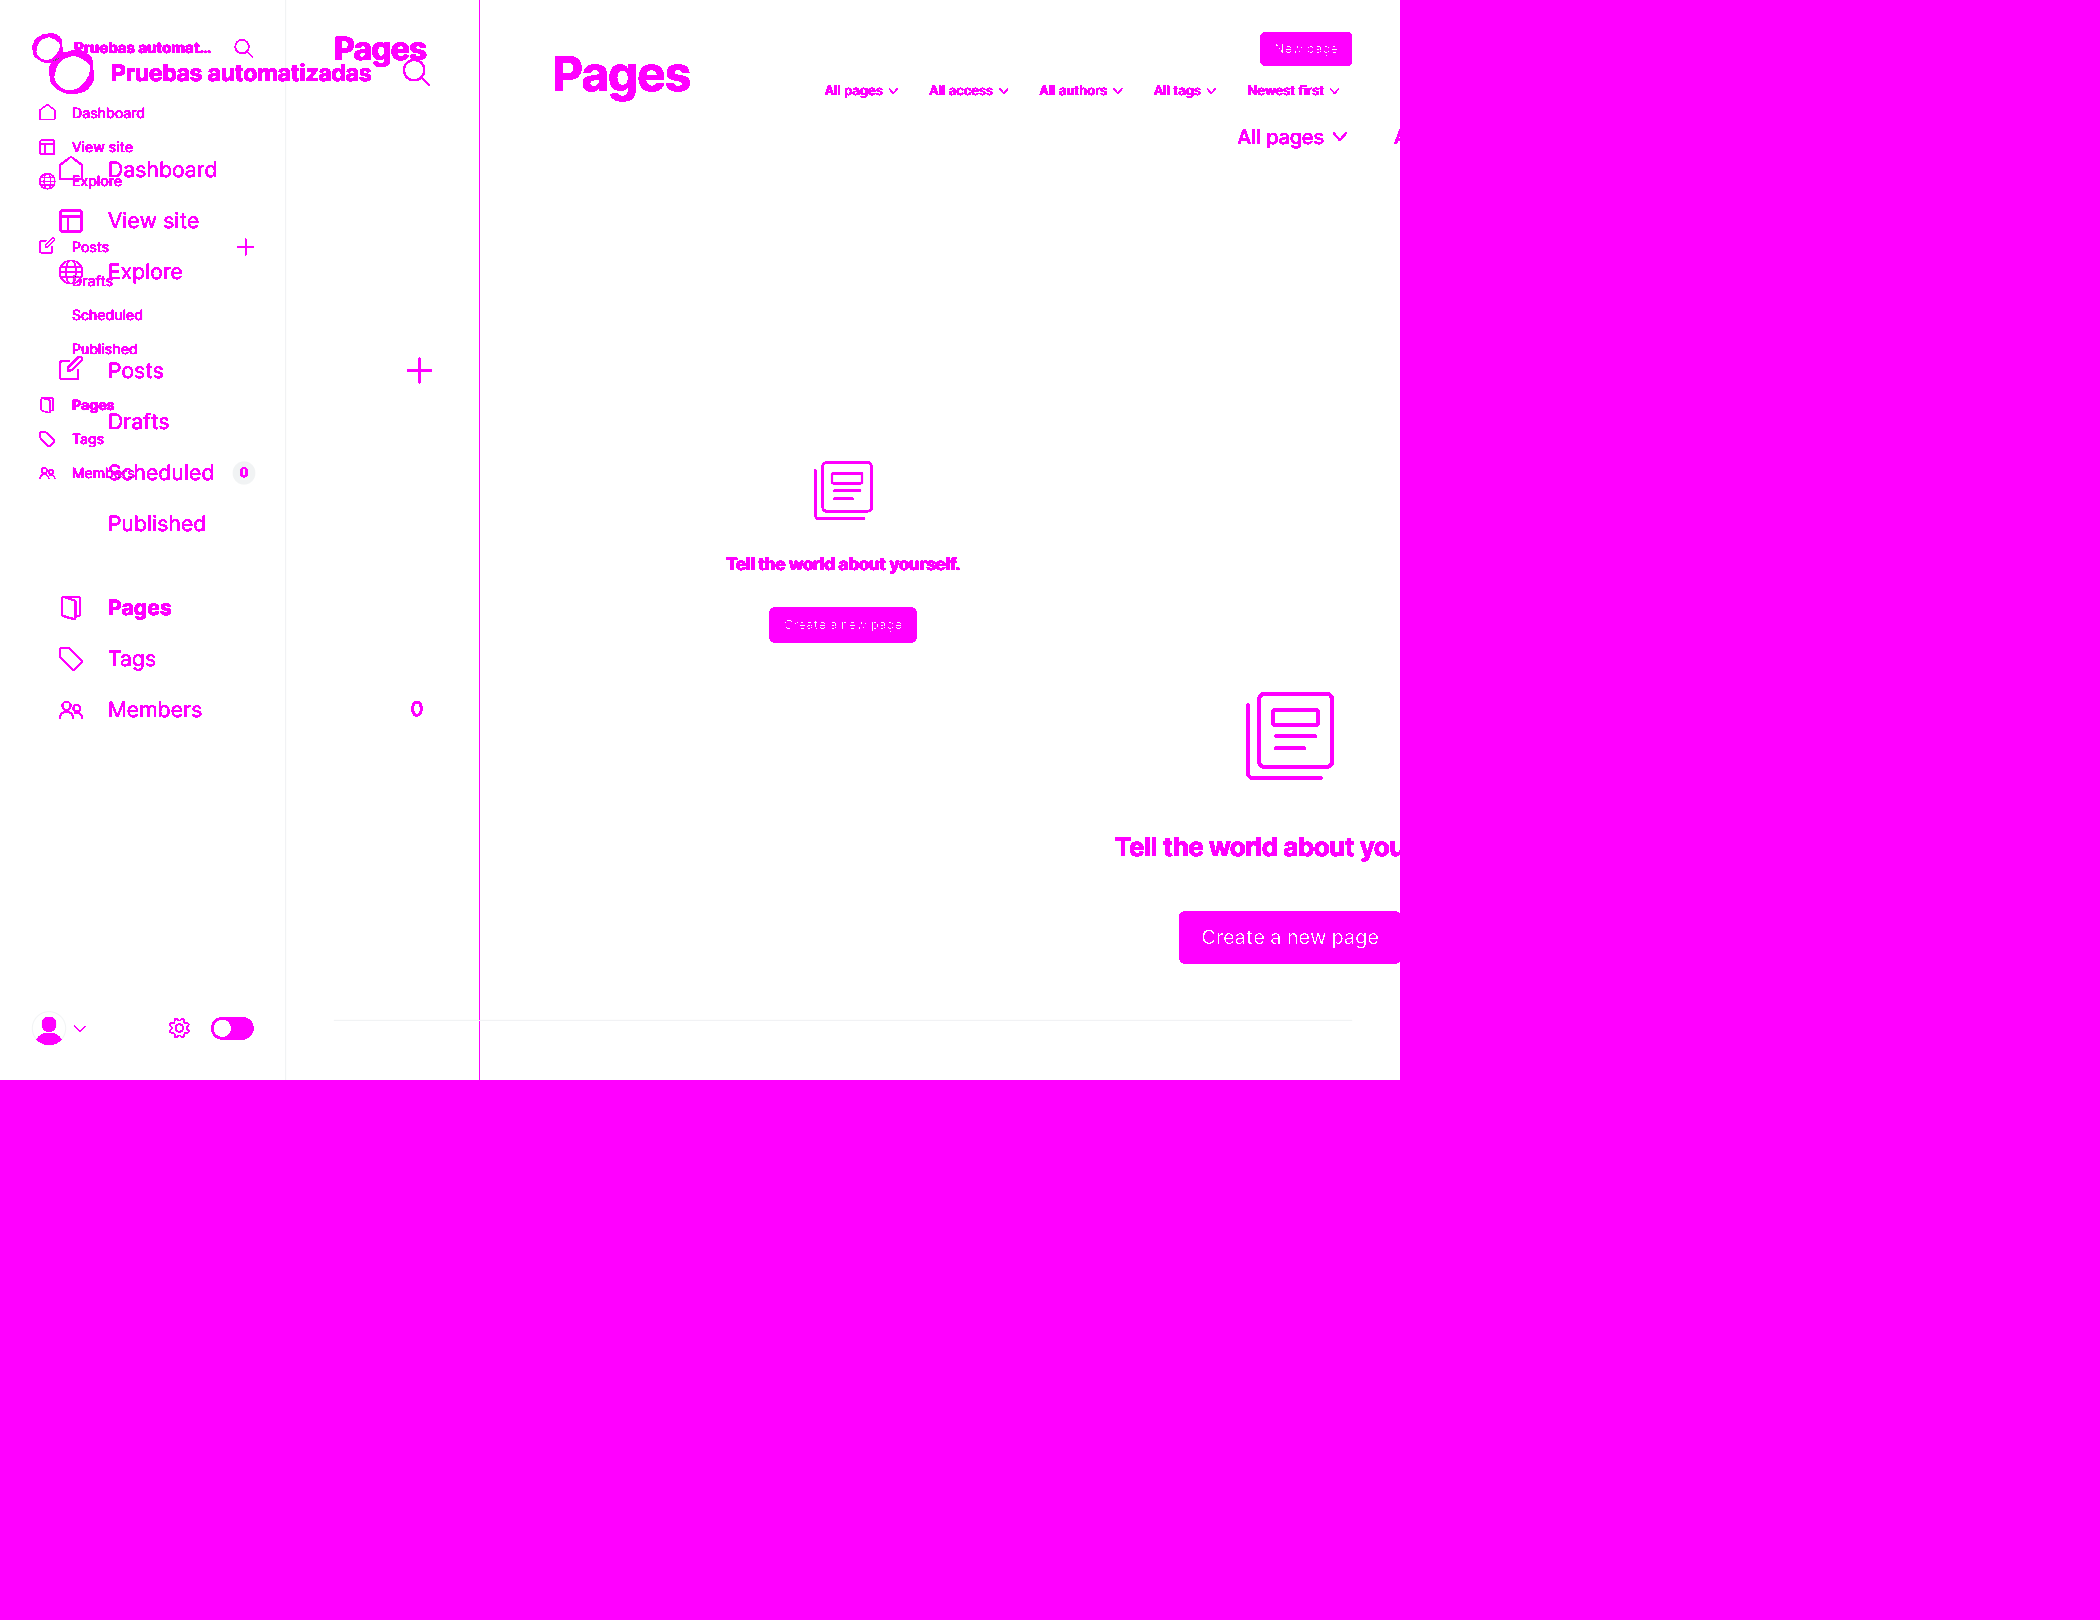 Pruebas automat...
Pages
New page
Pruebas automatizadas
Pages
All pages
All access
All authors
All tags
Newest first
Dashboard
All pages
View site
Dashboard
Explore
View site
Posts
Explore
Drafts
Scheduled
Published
Posts
Pages
Drafts
Tags
Members
Scheduled
0
Published
Tell the world about yourself.
Pages
Create a new page
Tags
Members
0
Tell the world about you
Create a new page